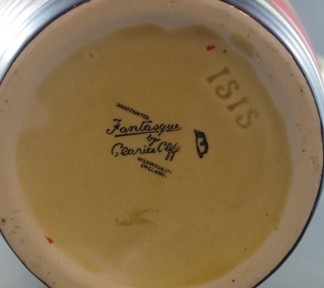 ISIS
HANDPAINTED
Fantasque
by
Clarice Cliff
WILKINSON LTD
ENGLAND.